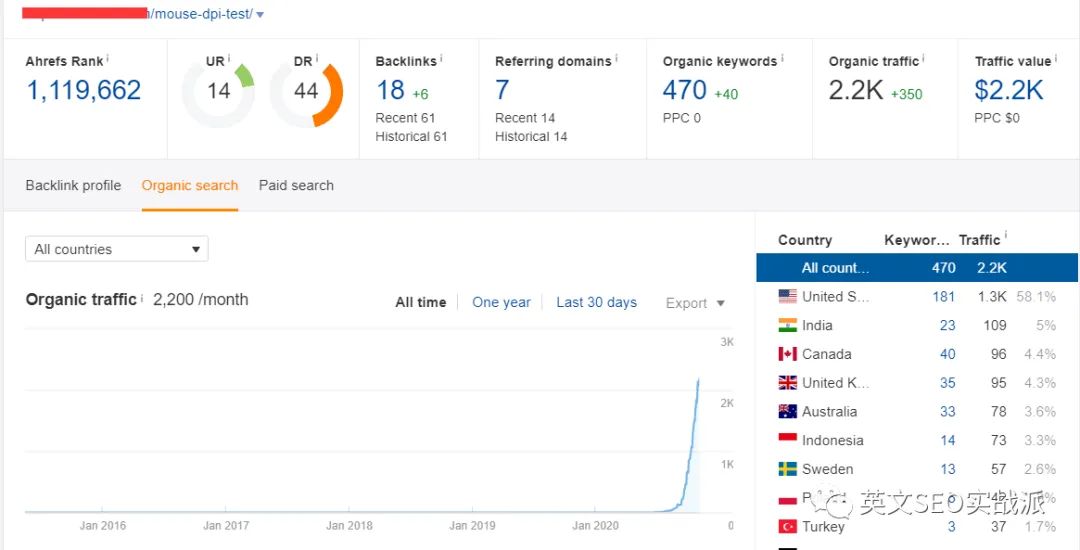 /mouse-dpi-test/
Ahrefs Rank
1,119,662
UR
14
DR
44
Backlinks
18 +6
Recent 61
Historical 61
Referring domains
7
Recent 14
Historical 14
Organic keywords
470 +40
PPC 0
Organic traffic
2.2K +350
Traffic value
$2.2K
PPC $0
Backlink profile Organic search Paid search
All countries
Organic traffic 2,200 /month
All time One year Last 30 days Export
3K
2K
1K
0
Jan 2016 Jan 2017 Jan 2018 Jan 2019 Jan 2020
Country Keywor... Traffic
All count... 470 2.2K
United S... 181 1.3K 58.1%
India 23 109 5%
Canada 40 96 4.4%
United K... 35 95 4.3%
Australia 33 78 3.6%
Indonesia 14 73 3.3%
Sweden 13 57 2.6%
英文SEO实战派
Turkey 3 37 1.7%